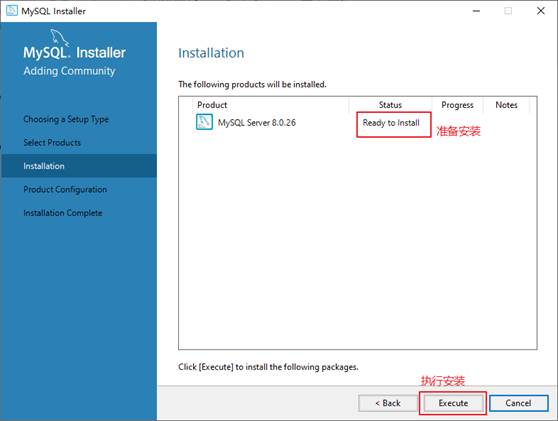 MySQL Installer
MySQL. Installer
Adding Community
Choosing a Setup Type
Select Products
Installation
Product Configuration
Installation Complete
Installation
The following products will be installed.
Product Status Progress Notes
MySQL Server 8.0.26 Ready to Install 准备安装
Click [Execute] to install the following packages.
执行安装
< Back Execute Cancel